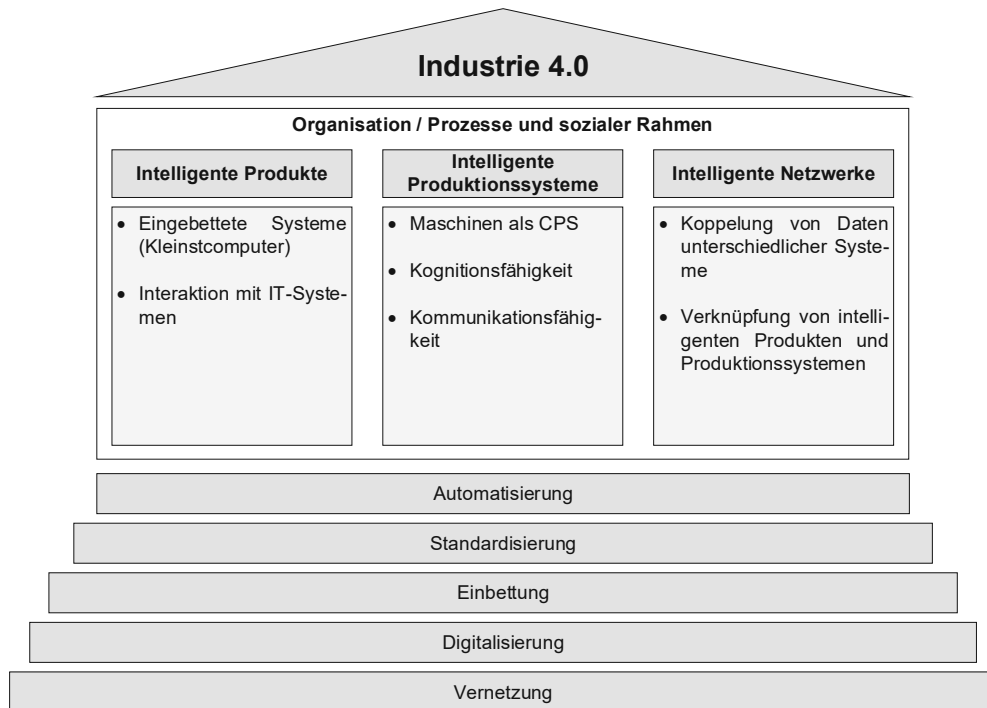 Industrie 4.0
Organisation / Prozesse und sozialer Rahmen
Intelligente Produkte
• Eingebettete Systeme
(Kleinstcomputer)
• Interaktion mit IT-Syste-
men
Intelligente
Produktionssysteme
• Maschinen als CPS
• Kognitionsfähigkeit
• Kommunikationsfähig-
keit
Intelligente Netzwerke
• Koppelung von Daten
unterschiedlicher Syste-
me
• Verknüpfung von intelli-
genten Produkten und
Produktionssystemen
Automatisierung
Standardisierung
Einbettung
Digitalisierung
Vernetzung